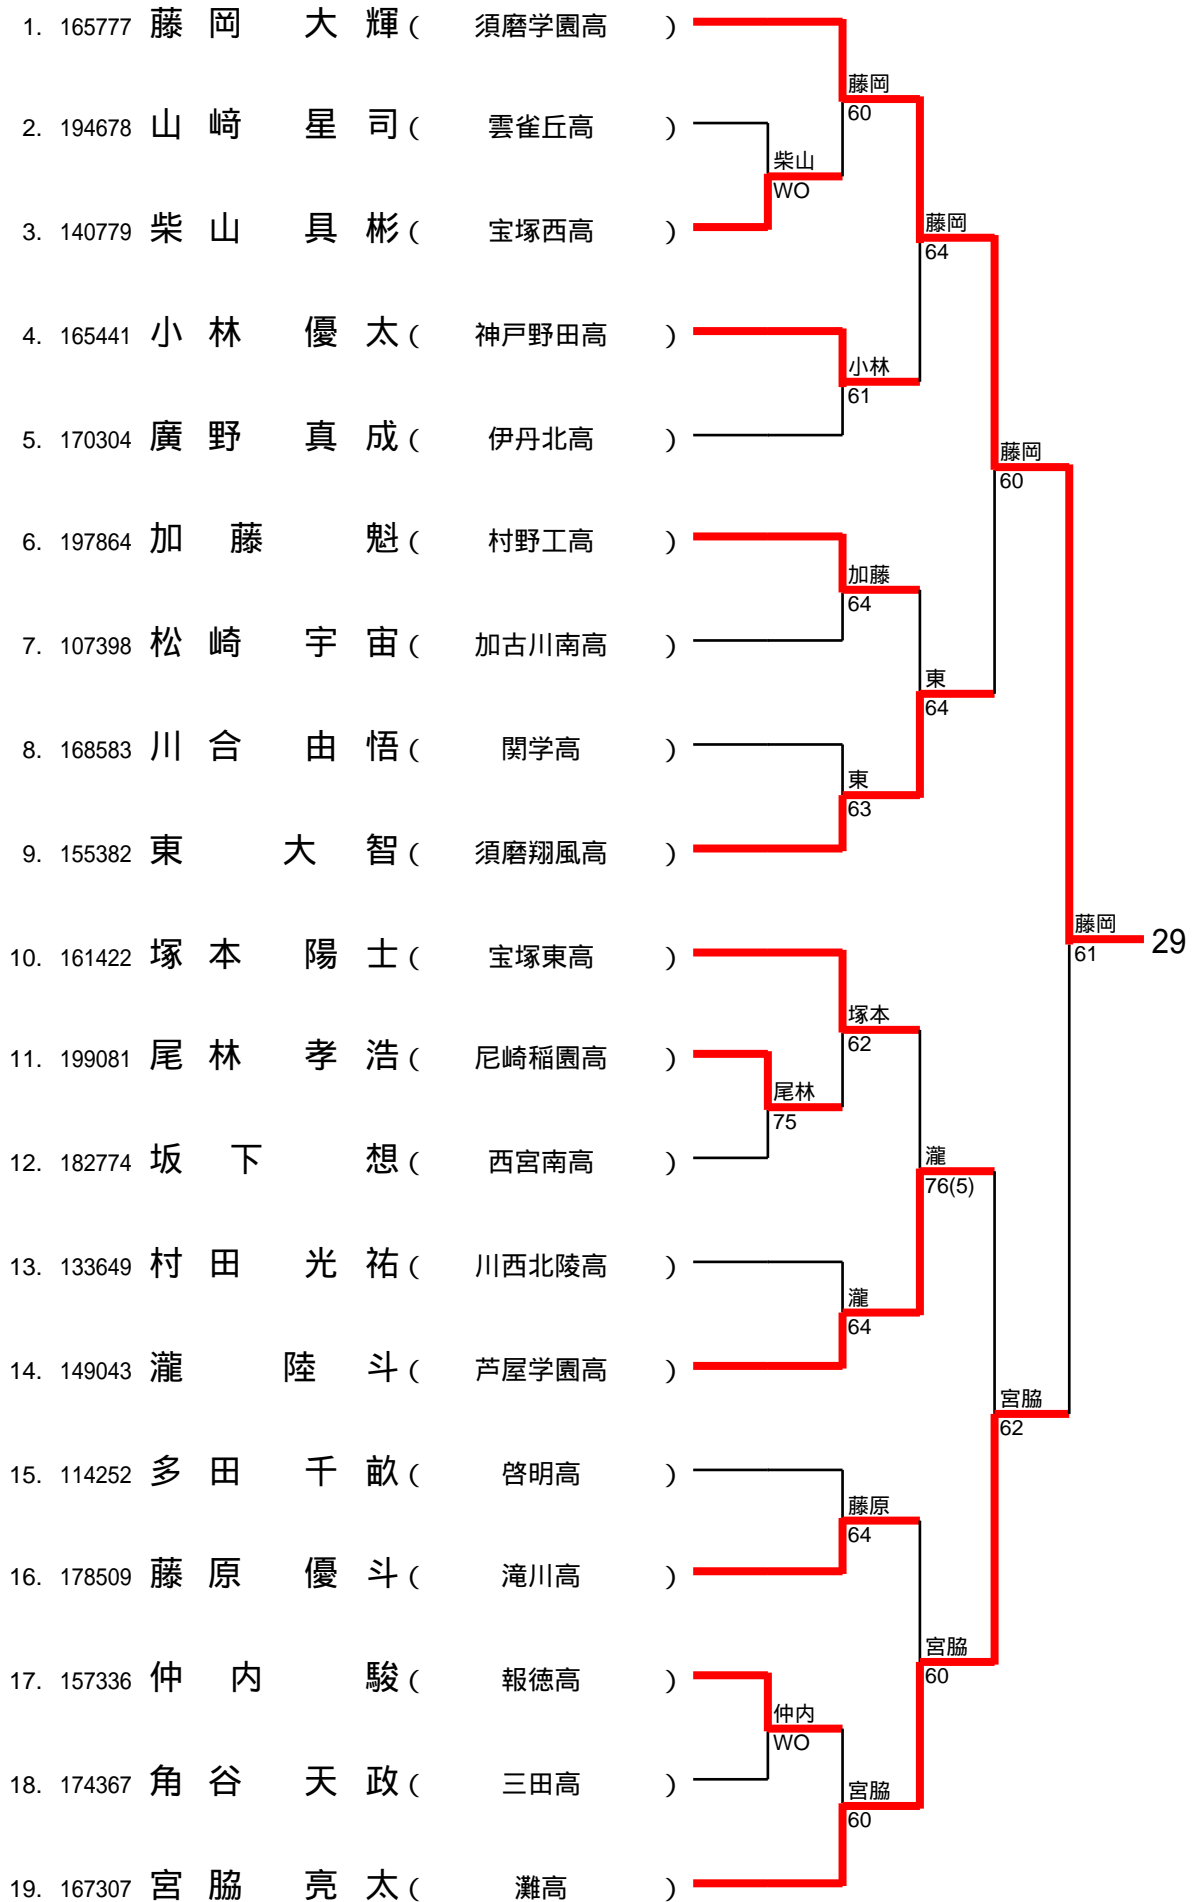 1. 165777 藤岡 大輝 ( 須磨学園高 )
藤岡
60
2. 194678 山﨑 星司 ( 雲雀丘高 )
柴山
WO
3. 140779 柴山 具彬 ( 宝塚西高 )
藤岡
64
4. 165441 小林 優太 ( 神戸野田高 )
小林
61
5. 170304 廣野 真成 ( 伊丹北高 )
藤岡
60
6. 197864 加藤 魁 ( 村野工高 )
加藤
64
7. 107398 松崎 宇宙 ( 加古川南高 )
東
64
8. 168583 川合 由悟 ( 関学高 )
東
63
9. 155382 東 大智 ( 須磨翔風高 )
藤岡
61
29
10. 161422 塚本 陽士 ( 宝塚東高 )
塚本
62
11. 199081 尾林 孝浩 ( 尼崎稲園高 )
尾林
75
12. 182774 坂下 想 ( 西宮南高 )
瀧
76(5)
13. 133649 村田 光祐 ( 川西北陵高 )
瀧
64
14. 149043 瀧 陸斗 ( 芦屋学園高 )
宮脇
62
15. 114252 多田 千畝 ( 啓明高 )
藤原
64
16. 178509 藤原 優斗 ( 滝川高 )
宮脇
60
17. 157336 仲内 駿 ( 報徳高 )
仲内
WO
18. 174367 角谷 天政 ( 三田高 )
宮脇
60
19. 167307 宮脇 亮太 ( 灘高 )